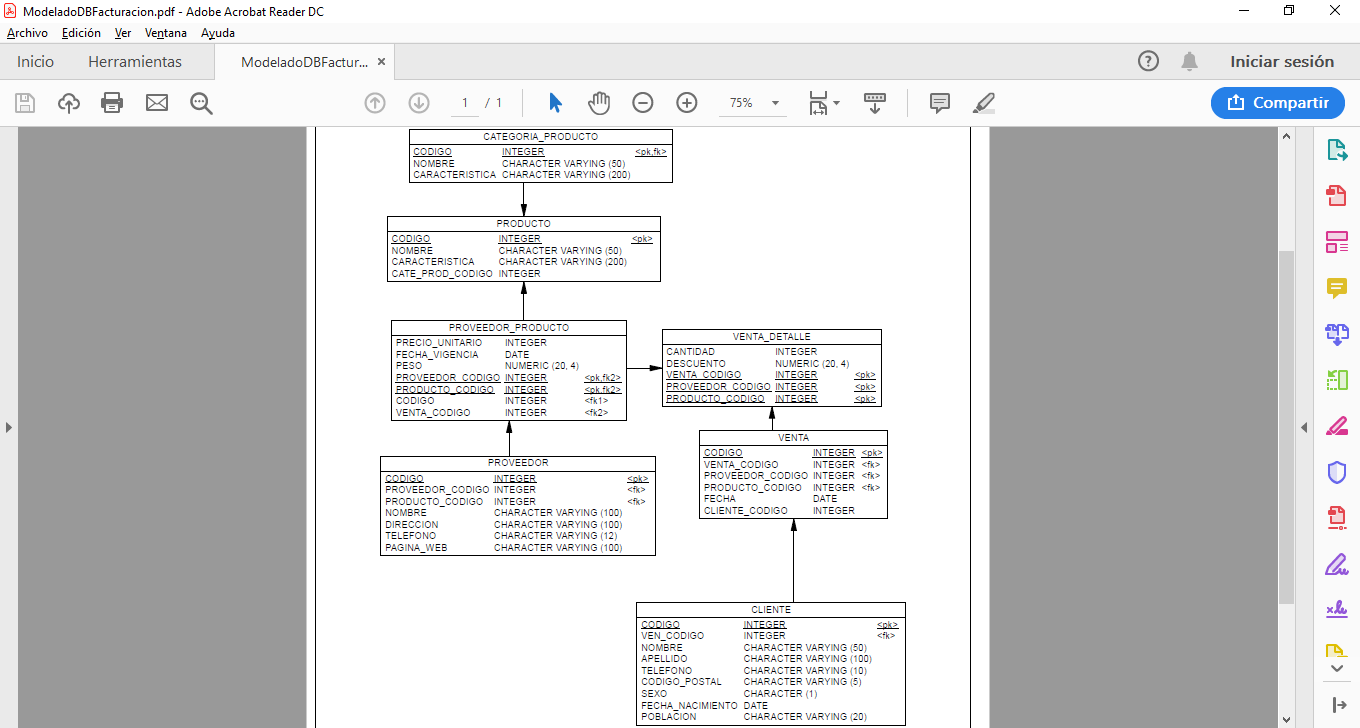 ModeladoDBFacturacion.pdf - Adobe Acrobat Reader DC
Archivo Edición Ver Ventana Ayuda
Inicio Herramientas ModeladoDBFactur... × Iniciar sesión
1 / 1 75% Compartir
CATEGORIA_PRODUCTO
CODIGO INTEGER <pk,fk>
NOMBRE CHARACTER VARYING (50)
CARACTERISTICA CHARACTER VARYING (200)
PRODUCTO
CODIGO INTEGER <pk>
NOMBRE CHARACTER VARYING (50)
CARACTERISTICA CHARACTER VARYING (200)
CATE_PROD_CODIGO INTEGER
PROVEEDOR_PRODUCTO
PRECIO_UNITARIO INTEGER
FECHA_VIGENCIA DATE
PESO NUMERIC (20, 4)
PROVEEDOR_CODIGO INTEGER <pk,fk2>
PRODUCTO_CODIGO INTEGER <pk,fk2>
CODIGO INTEGER <fk1>
VENTA_CODIGO INTEGER <fk2>
VENTA_DETALLE
CANTIDAD INTEGER
DESCUENTO NUMERIC (20, 4)
VENTA_CODIGO INTEGER <pk>
PROVEEDOR_CODIGO INTEGER <pk>
PRODUCTO_CODIGO INTEGER <pk>
PROVEEDOR
CODIGO INTEGER <pk>
PROVEEDOR_CODIGO INTEGER <fk>
PRODUCTO_CODIGO INTEGER <fk>
NOMBRE CHARACTER VARYING (100)
DIRECCION CHARACTER VARYING (100)
TELEFONO CHARACTER VARYING (12)
PAGINA_WEB CHARACTER VARYING (100)
VENTA
CODIGO INTEGER <pk>
VENTA_CODIGO INTEGER <fk>
PROVEEDOR_CODIGO INTEGER <fk>
PRODUCTO_CODIGO INTEGER <fk>
FECHA DATE
CLIENTE_CODIGO INTEGER
CLIENTE
CODIGO INTEGER <pk>
VEN_CODIGO INTEGER <fk>
NOMBRE CHARACTER VARYING (50)
APELLIDO CHARACTER VARYING (100)
TELEFONO CHARACTER VARYING (10)
CODIGO_POSTAL CHARACTER VARYING (5)
SEXO CHARACTER (1)
FECHA_NACIMIENTO DATE
POBLACION CHARACTER VARYING (20)